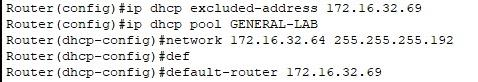 Router(config)#ip dhcp excluded-address 172.16.32.69
Router(config)#ip dhcp pool GENERAL-LAB
Router(dhcp-config)#network 172.16.32.64 255.255.255.192
Router(dhcp-config)#def
Router(dhcp-config)#default-router 172.16.32.69